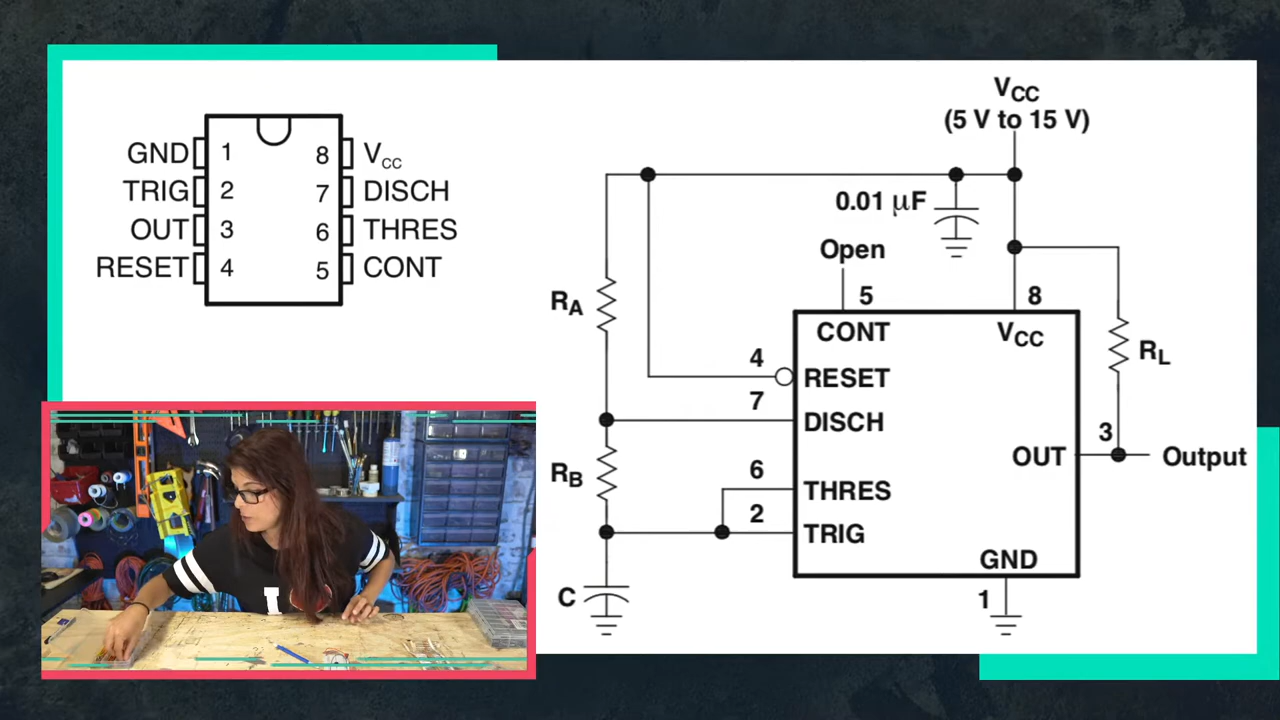 GND 1 8 VCC
TRIG 2 7 DISCH
OUT 3 6 THRES
RESET 4 5 CONT
VCC
(5 V to 15 V)
0.01 μF
Open
5 8
CONT VCC
RA
4
RESET
RL
7
DISCH
3
OUT Output
RB
6
THRES
2
TRIG
GND
C
1